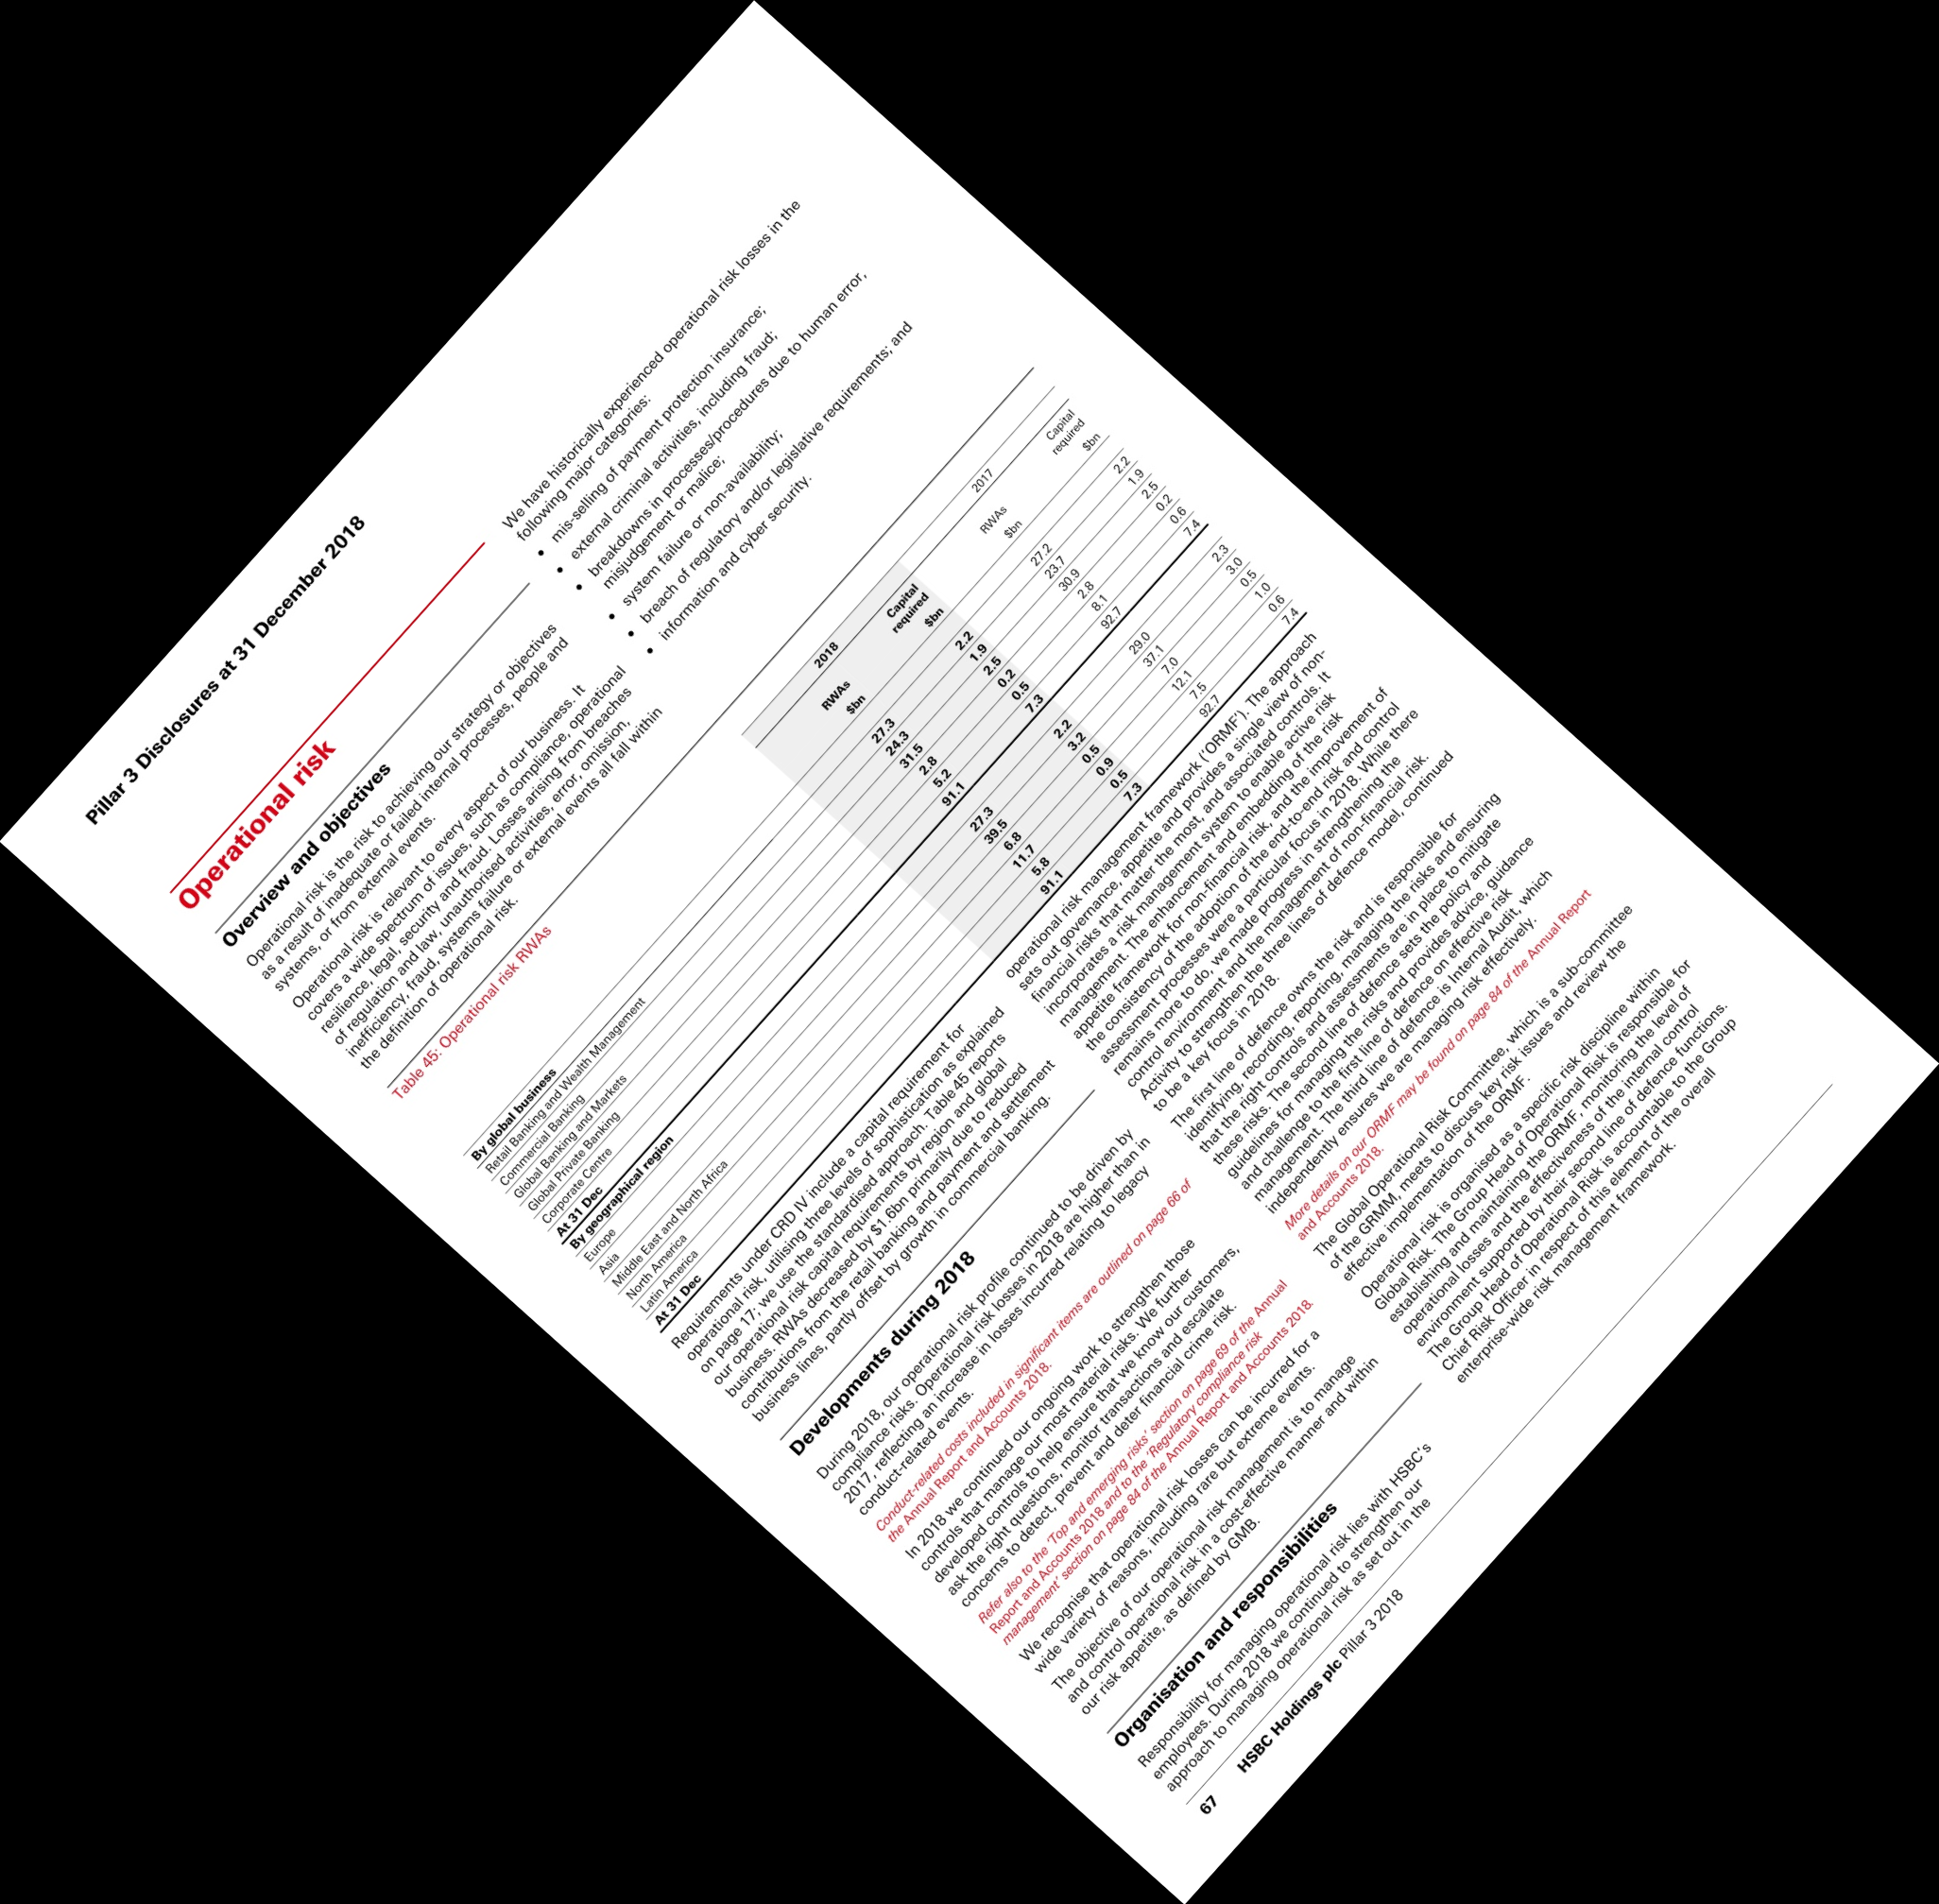 Pillar 3 Disclosures at 31 December 2018
Operational risk
Overview and objectives
Operational risk is the risk to achieving our strategy or objectives
as a result of inadequate or failed internal processes, people and
systems, or from external events.
Operational risk is relevant to every aspect of our business. It
covers a wide spectrum of issues, such as compliance, operational
resilience, legal, security and fraud. Losses arising from breaches
of regulation and law, unauthorised activities, error, omission,
inefficiency, fraud, systems failure or external events all fall within
the definition of operational risk.
We have historically experienced operational risk losses in the
following major categories:
• mis-selling of payment protection insurance;
• external criminal activities, including fraud;
• breakdowns in processes/procedures due to human error,
misjudgement or malice;
• system failure or non-availability;
• breach of regulatory and/or legislative requirements; and
• information and cyber security.
Table 45: Operational risk RWAs
2018 2017
RWAs Capital required RWAs Capital required
$bn $bn $bn $bn
By global business
Retail Banking and Wealth Management 27.3 2.2 27.2 2.2
Commercial Banking 24.3 1.9 23.7 1.9
Global Banking and Markets 31.5 2.5 30.9 2.5
Global Private Banking 2.8 0.2 2.8 0.2
Corporate Centre 5.2 0.5 8.1 0.6
At 31 Dec 91.1 7.3 92.7 7.4
By geographical region
Europe 27.3 2.2 29.0 2.3
Asia 39.5 3.2 37.1 3.0
Middle East and North Africa 6.8 0.5 7.0 0.5
North America 11.7 0.9 12.1 1.0
Latin America 5.8 0.5 7.5 0.6
At 31 Dec 91.1 7.3 92.7 7.4
Requirements under CRD IV include a capital requirement for
operational risk, utilising three levels of sophistication as explained
on page 17; we use the standardised approach. Table 45 reports
our operational risk capital requirements by region and global
business. RWAs decreased by $1.6bn primarily due to reduced
contributions from the retail banking and payment and settlement
business lines, partly offset by growth in commercial banking.
Developments during 2018
During 2018, our operational risk profile continued to be driven by
compliance risks. Operational risk losses in 2018 are higher than in
2017, reflecting an increase in losses incurred relating to legacy
conduct-related events.
Conduct-related costs included in significant items are outlined on page 66 of
the Annual Report and Accounts 2018.
In 2018 we continued our ongoing work to strengthen those
controls that manage our most material risks. We further
developed controls to help ensure that we know our customers,
ask the right questions, monitor transactions and escalate
concerns to detect, prevent and deter financial crime risk.
Refer also to the 'Top and emerging risks' section on page 69 of the Annual
Report and Accounts 2018 and to the 'Regulatory compliance risk
management' section on page 84 of the Annual Report and Accounts 2018.
We recognise that operational risk losses can be incurred for a
wide variety of reasons, including rare but extreme events.
The objective of our operational risk management is to manage
and control operational risk in a cost-effective manner and within
our risk appetite, as defined by GMB.
Organisation and responsibilities
Responsibility for managing operational risk lies with HSBC's
employees. During 2018 we continued to strengthen our
approach to managing operational risk as set out in the
operational risk management framework ('ORMF'). The approach
sets out governance, appetite and provides a single view of non-
financial risks that matter the most, and associated controls. It
incorporates a risk management system to enable active risk
management. The enhancement and embedding of the risk
appetite framework for non-financial risk, and the improvement of
the consistency of the adoption of the end-to-end risk and control
assessment processes were a particular focus in 2018. While there
remains more to do, we made progress in strengthening the
control environment and the management of non-financial risk.
Activity to strengthen the three lines of defence model, continued
to be a key focus in 2018.
The first line of defence owns the risk and is responsible for
identifying, recording, reporting, managing the risks and ensuring
that the right controls and assessments are in place to mitigate
these risks. The second line of defence sets the policy and
guidelines for managing the risks and provides advice, guidance
and challenge to the first line of defence on effective risk
management. The third line of defence is Internal Audit, which
independently ensures we are managing risk effectively.
More details on our ORMF may be found on page 84 of the Annual Report
and Accounts 2018.
The Global Operational Risk Committee, which is a sub-committee
of the GRMM, meets to discuss key risk issues and review the
effective implementation of the ORMF.
Operational risk is organised as a specific risk discipline within
Global Risk. The Group Head of Operational Risk is responsible for
establishing and maintaining the ORMF, monitoring the level of
operational losses and the effectiveness of the internal control
environment supported by their second line of defence functions.
The Group Head of Operational Risk is accountable to the Group
Chief Risk Officer in respect of this element of the overall
enterprise-wide risk management framework.
67 HSBC Holdings plc Pillar 3 2018